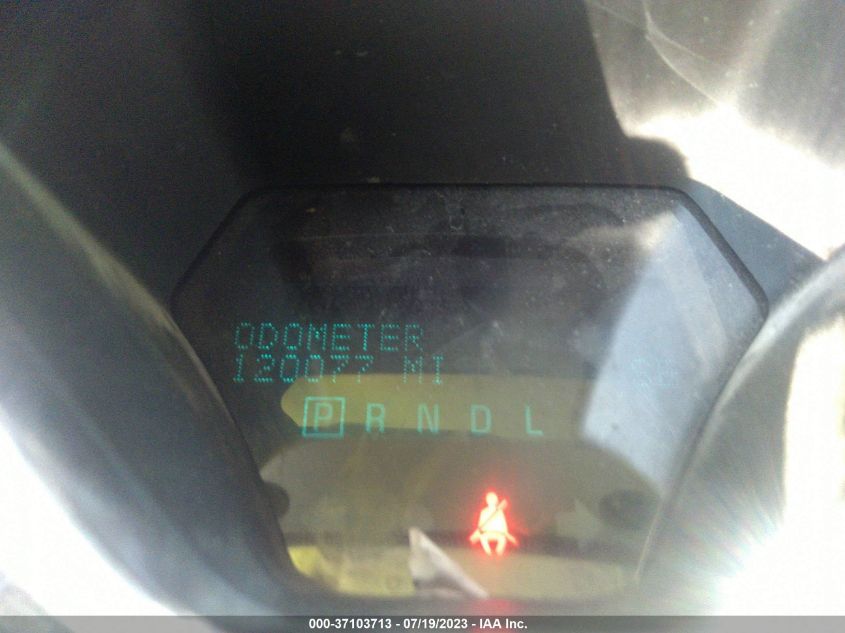 ODOMETER
120077 MI
P R N D L
000-37103713 - 07/19/2023 - IAA Inc.